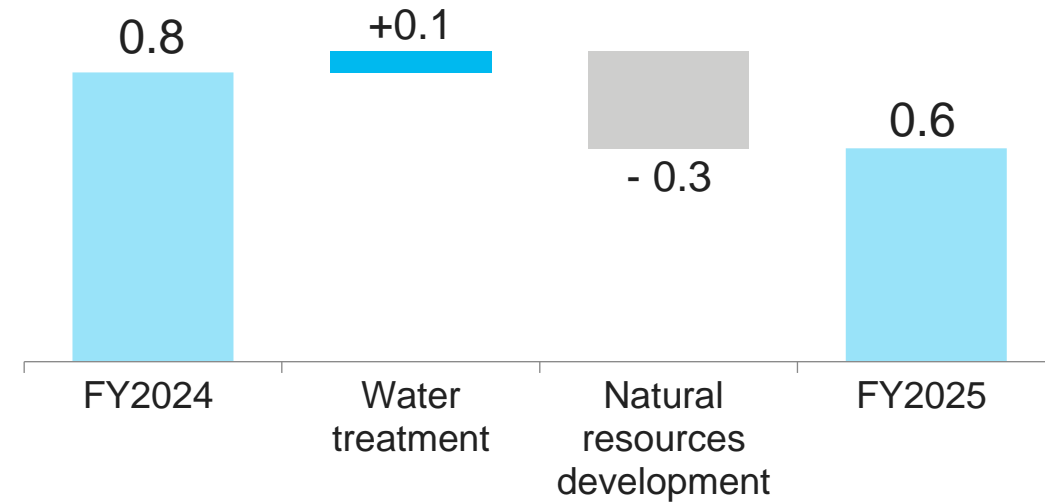 0.8
+0.1
- 0.3
0.6
FY2024
Water
treatment
Natural
resources
development
FY2025